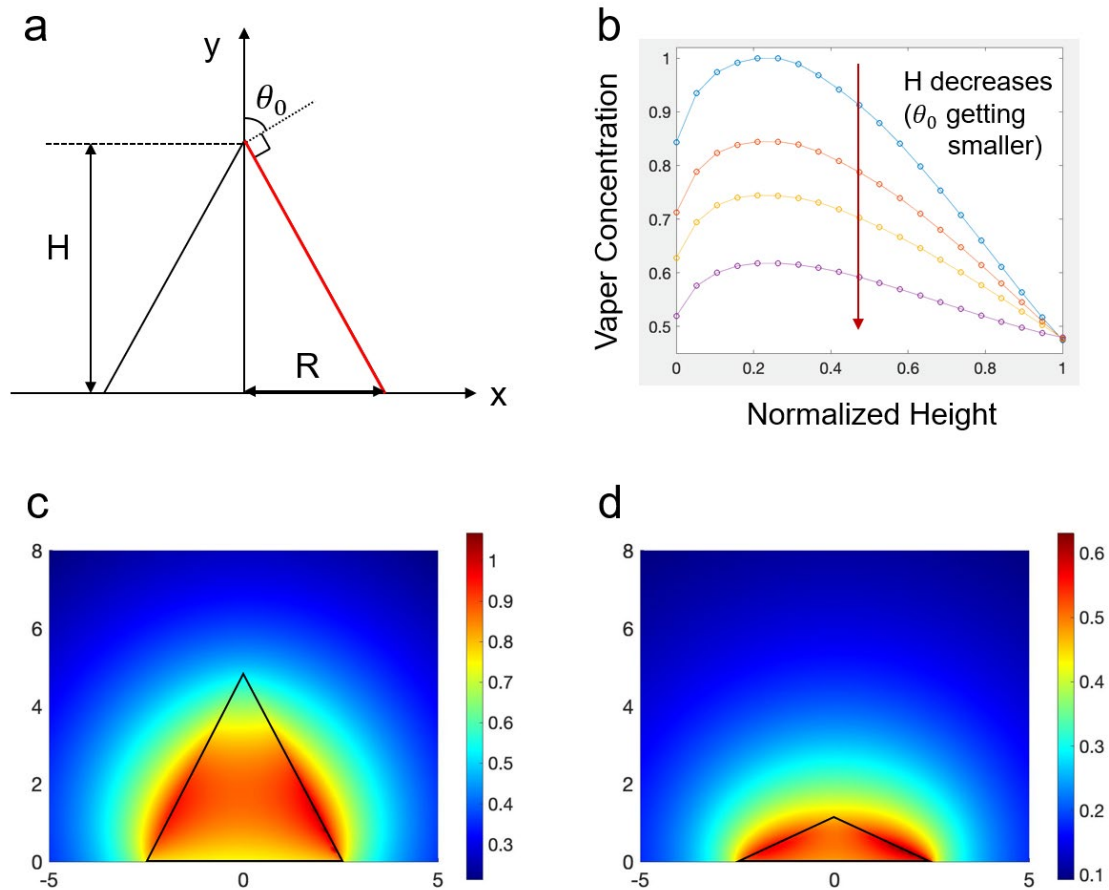 a
y
θ₀
H
R
x
b
Vaper Concentration
1
0.9
0.8
0.7
0.6
0.5
H decreases
(θ₀ getting
smaller)
0 0.2 0.4 0.6 0.8 1
Normalized Height
c
8
6
4
2
0
-5 0 5
1
0.9
0.8
0.7
0.6
0.5
0.4
0.3
d
8
6
4
2
0
-5 0 5
0.6
0.5
0.4
0.3
0.2
0.1